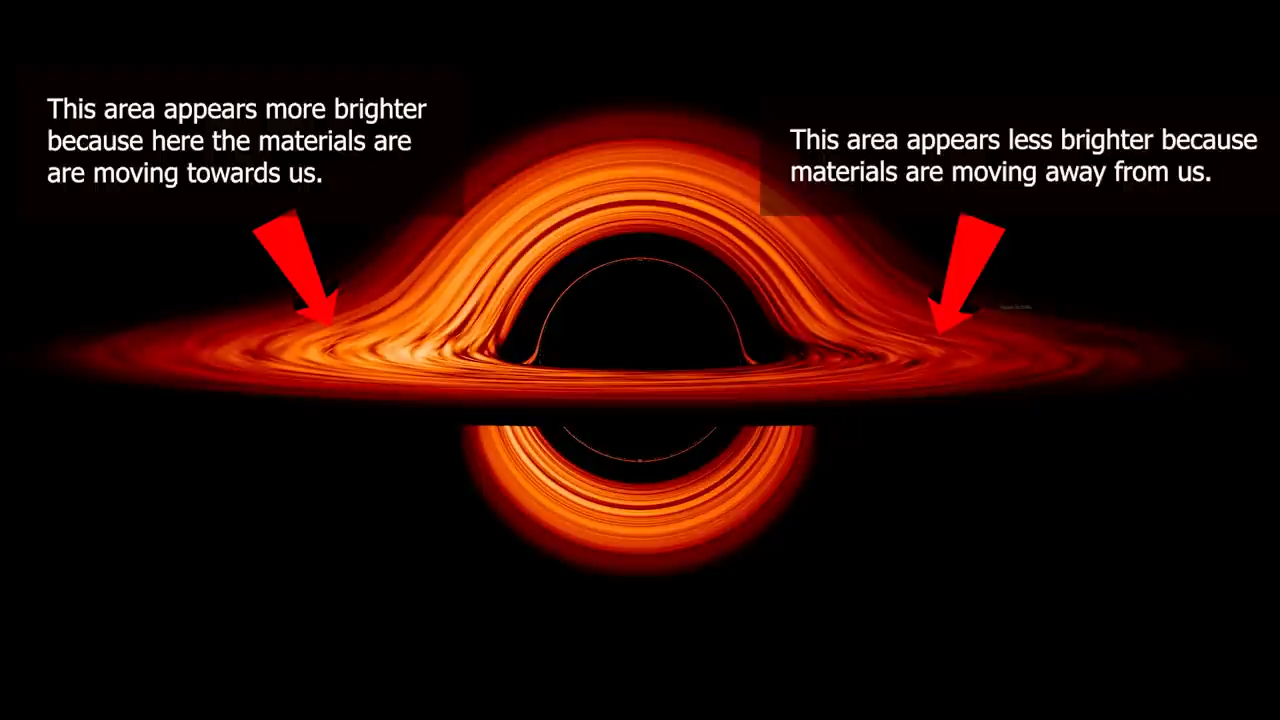 This area appears more brighter
because here the materials are
are moving towards us.
This area appears less brighter because
materials are moving away from us.